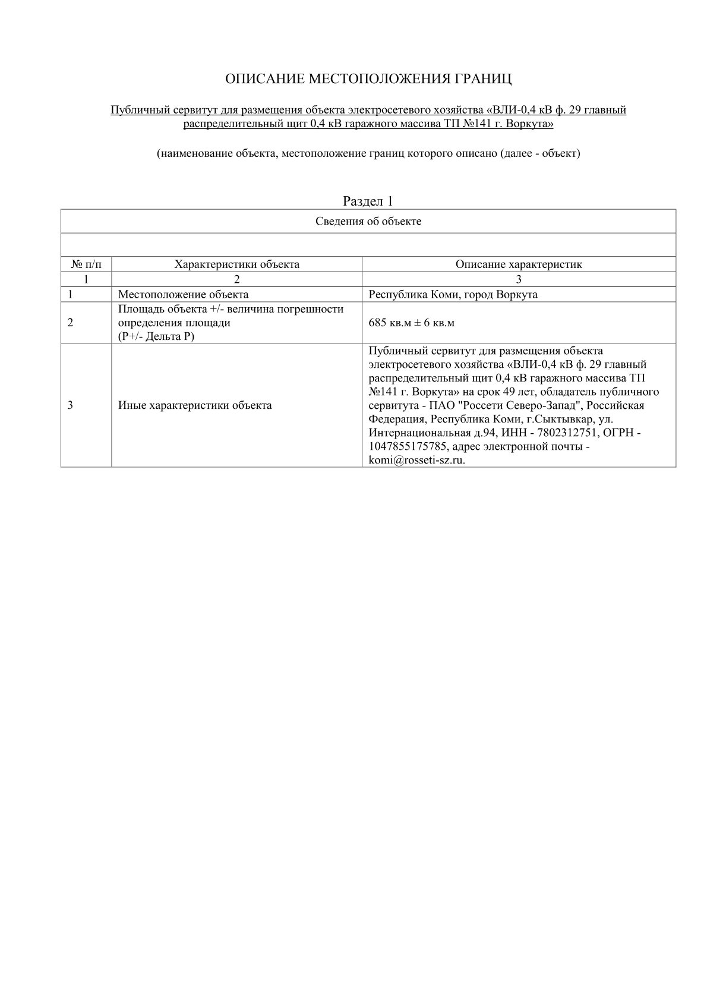 ОПИСАНИЕ МЕСТОПОЛОЖЕНИЯ ГРАНИЦ
Публичный сервитут для размещения объекта электросетевого хозяйства «ВЛИ-0,4 кВ ф. 29 главный
распределительный щит 0,4 кВ гаражного массива ТП №141 г. Воркута»
(наименование объекта, местоположение границ которого описано (далее - объект)
Раздел 1
Сведения об объекте
№ п/п Характеристики объекта Описание характеристик
1 2 3
1 Местоположение объекта Республика Коми, город Воркута
2 Площадь объекта +/- величина погрешности
определения площади
(Р+/- Дельта Р)
685 кв.м ± 6 кв.м
3 Иные характеристики объекта
Публичный сервитут для размещения объекта
электросетевого хозяйства «ВЛИ-0,4 кВ ф. 29 главный
распределительный щит 0,4 кВ гаражного массива ТП
№141 г. Воркута» на срок 49 лет, обладатель публичного
сервитута - ПАО "Россети Северо-Запад", Российская
Федерация, Республика Коми, г.Сыктывкар, ул.
Интернациональная д.94, ИНН - 7802312751, ОГРН -
1047855175785, адрес электронной почты -
komi@rosseti-sz.ru.